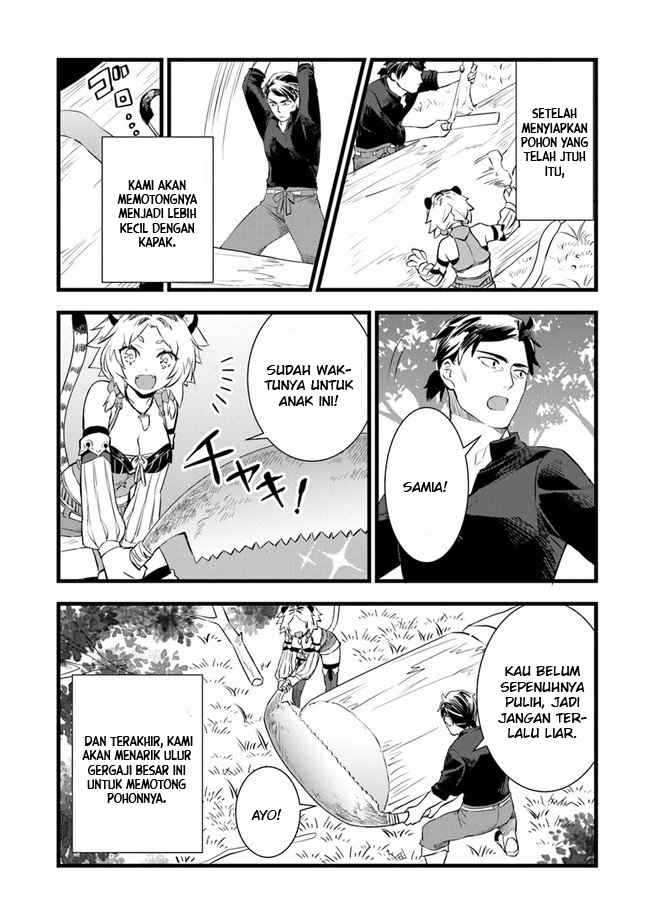 SETELAH
MENYIAPKAN
POHON YANG
TELAH JTUH
ITU,
KAMI AKAN
MEMOTONGNYA
MENJADI LEBIH
KECIL DENGAN
KAPAK.
SAMIA!
SUDAH WAK-
TUNYA UNTUK
ANAK INI!
チャキ!
KAU BELUM
SEPENUHNYA
PULIH, JADI
JANGAN TER-
LALU LIAR.
AYO!
DAN TERAKHIR, KAMI
AKAN MENARIK ULUR
GERGAJI BESAR INI
UNTUK MEMOTONG
POHONNYA.